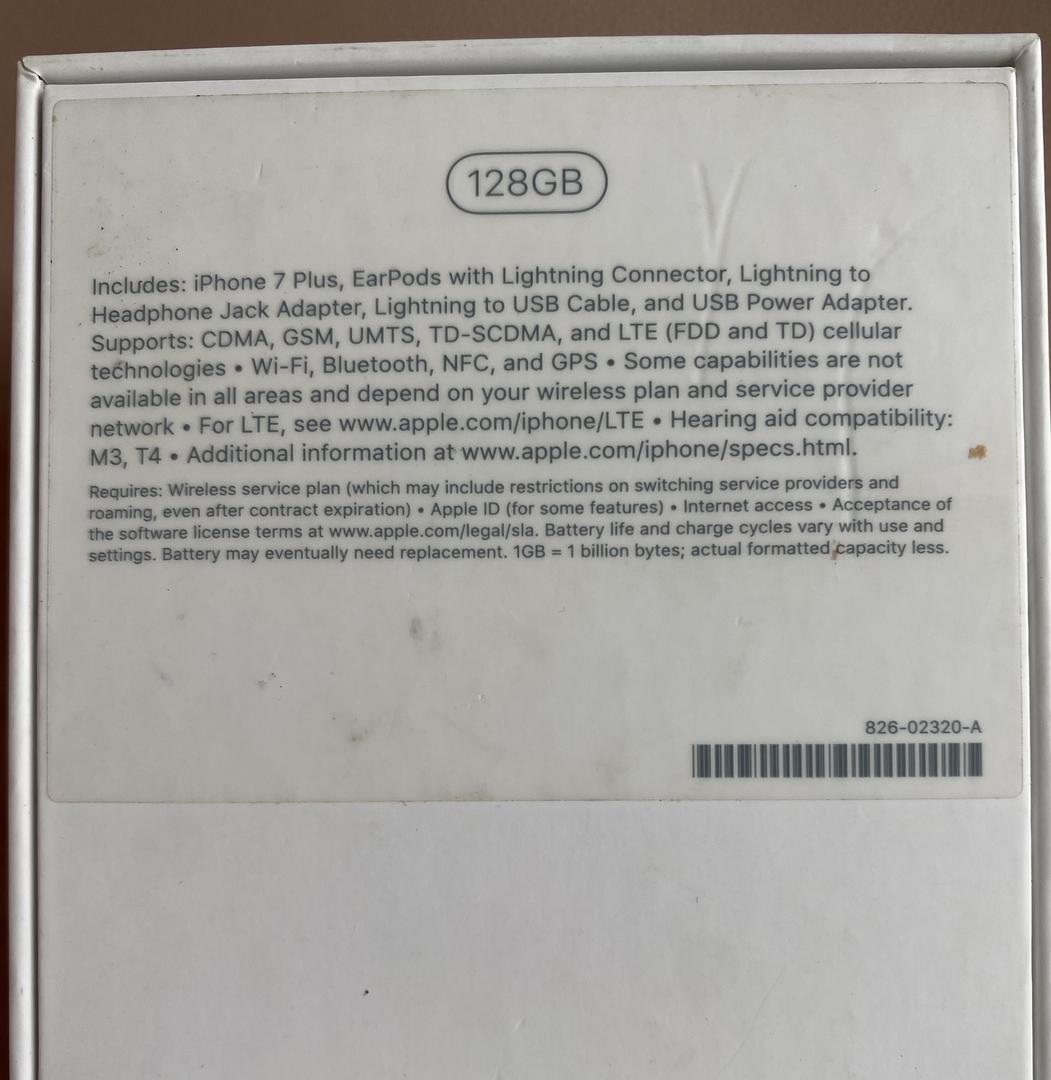 128GB
Includes: iPhone 7 Plus, EarPods with Lightning Connector, Lightning to
Headphone Jack Adapter, Lightning to USB Cable, and USB Power Adapter.
Supports: CDMA, GSM, UMTS, TD-SCDMA, and LTE (FDD and TD) cellular
technologies • Wi-Fi, Bluetooth, NFC, and GPS • Some capabilities are not
available in all areas and depend on your wireless plan and service provider
network • For LTE, see www.apple.com/iphone/LTE • Hearing aid compatibility:
M3, T4 • Additional information at www.apple.com/iphone/specs.html.
Requires: Wireless service plan (which may include restrictions on switching service providers and
roaming, even after contract expiration) • Apple ID (for some features) • Internet access • Acceptance of
the software license terms at www.apple.com/legal/sla. Battery life and charge cycles vary with use and
settings. Battery may eventually need replacement. 1GB = 1 billion bytes; actual formatted capacity less.
826-02320-A